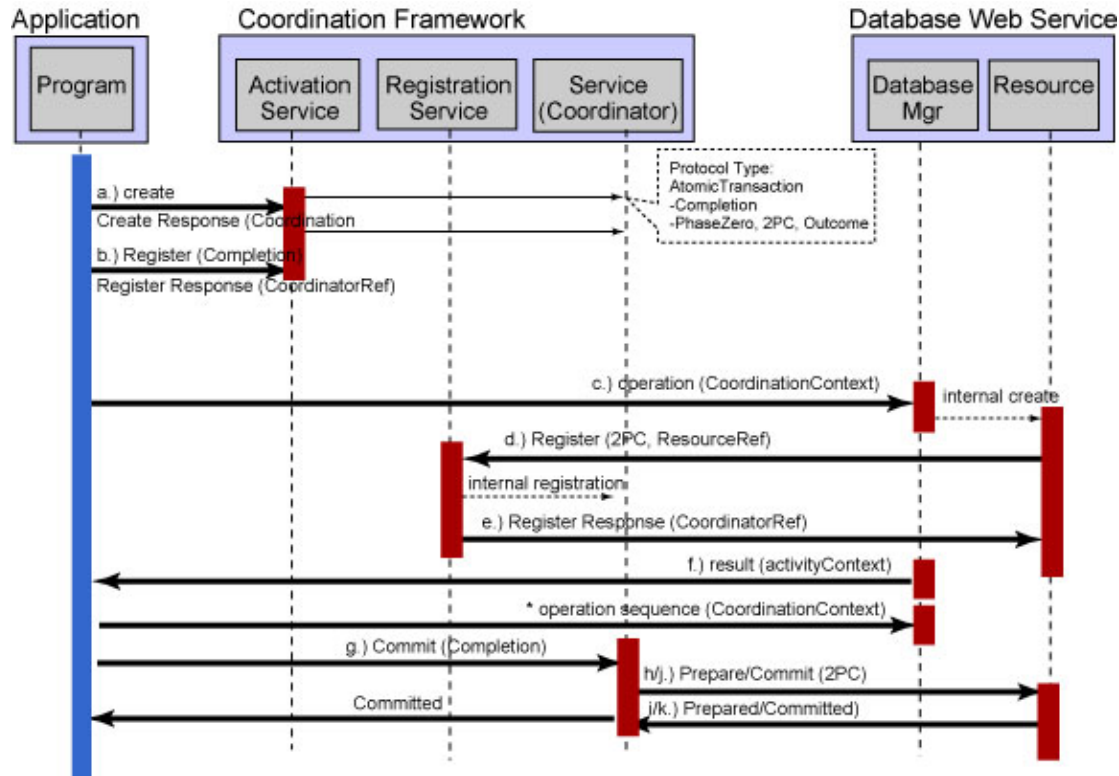 Application
Coordination Framework
Database Web Service
Program
Activation
Service
Registration
Service
Service
(Coordinator)
Database
Mgr
Resource
Protocol Type:
AtomicTransaction
-Completion
-PhaseZero, 2PC, Outcome
a.) create
Create Response (Coordination
b.) Register (Completion)
Register Response (CoordinatorRef)
c.) operation (CoordinationContext)
internal create
d.) Register (2PC, ResourceRef)
internal registration
e.) Register Response (CoordinatorRef)
f.) result (activityContext)
* operation sequence (CoordinationContext)
g.) Commit (Completion)
h/j.) Prepare/Commit (2PC)
Committed
i/k.) Prepared/Committed)